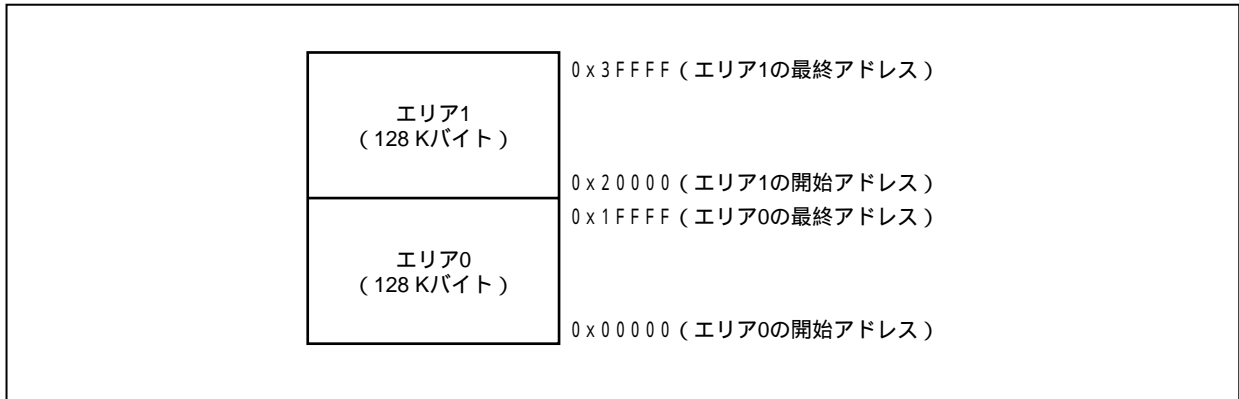 0x3FFFF(エリア1の最終アドレス)
エリア1
(128 Kバイト)
0x20000(エリア1の開始アドレス)
0x1FFFF(エリア0の最終アドレス)
エリア0
(128 Kバイト)
0x00000(エリア0の開始アドレス)